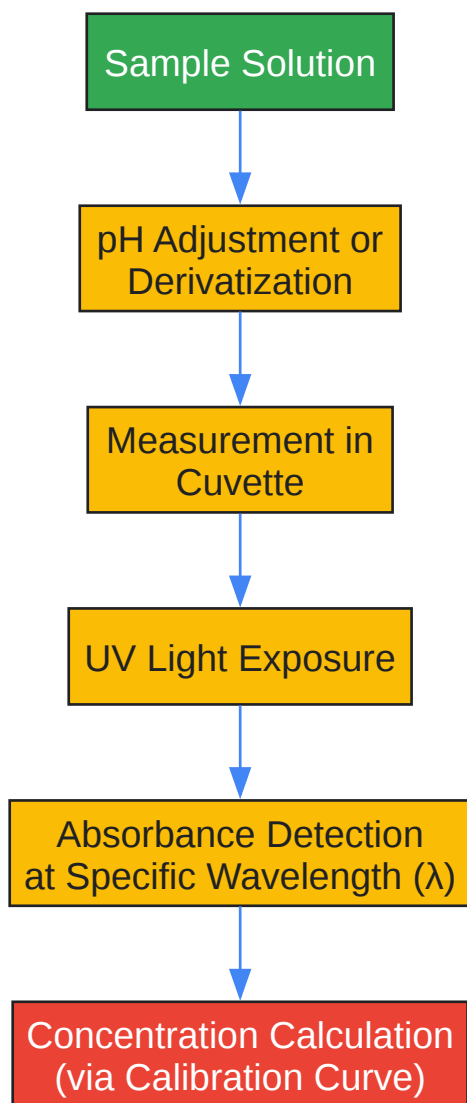 Sample Solution
pH Adjustment or
Derivatization
Measurement in
Cuvette
UV Light Exposure
Absorbance Detection
at Specific Wavelength (λ)
Concentration Calculation
(via Calibration Curve)